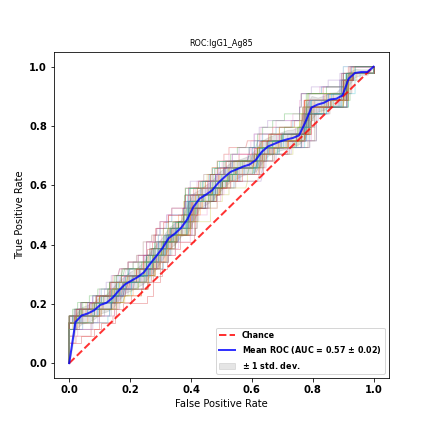 ROC:IgG1_Ag85
1.0
0.8
0.6
0.4
0.2
0.0
True Positive Rate
Chance
Mean ROC (AUC = 0.57 ± 0.02)
± 1 std. dev.
0.0 0.2 0.4 0.6 0.8 1.0
False Positive Rate